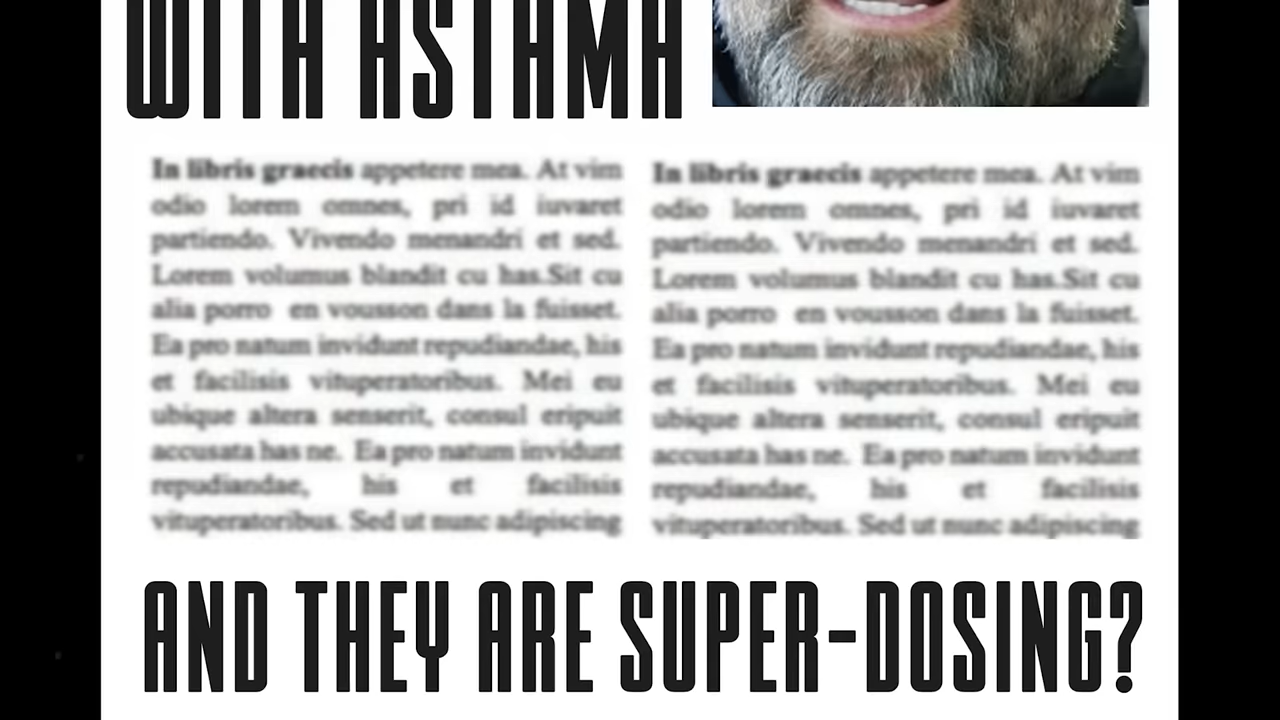 WITH ASTHMA
In libris graecis appetere mea. At vim
odio lorem omnes, pri id iuvaret
partiendo. Vivendo menandri et sed.
Lorem volumus blandit cu has.Sit cu
alia porro en vousson dans la fuisset.
Ea pro natum invidunt repudiandae, his
et facilisis vituperatoribus. Mei eu
ubique altera senserit, consul eripuit
accusata has ne. Ea pro natum invidunt
repudiandae, his et facilisis
vituperatoribus. Sed ut nunc adipiscing
In libris graecis appetere mea. At vim
odio lorem omnes, pri id iuvaret
partiendo. Vivendo menandri et sed.
Lorem volumus blandit cu has.Sit cu
alia porro en vousson dans la fuisset.
Ea pro natum invidunt repudiandae, his
et facilisis vituperatoribus. Mei eu
ubique altera senserit, consul eripuit
accusata has ne. Ea pro natum invidunt
repudiandae, his et facilisis
vituperatoribus. Sed ut nunc adipiscing
AND THEY ARE SUPER-DOSING?